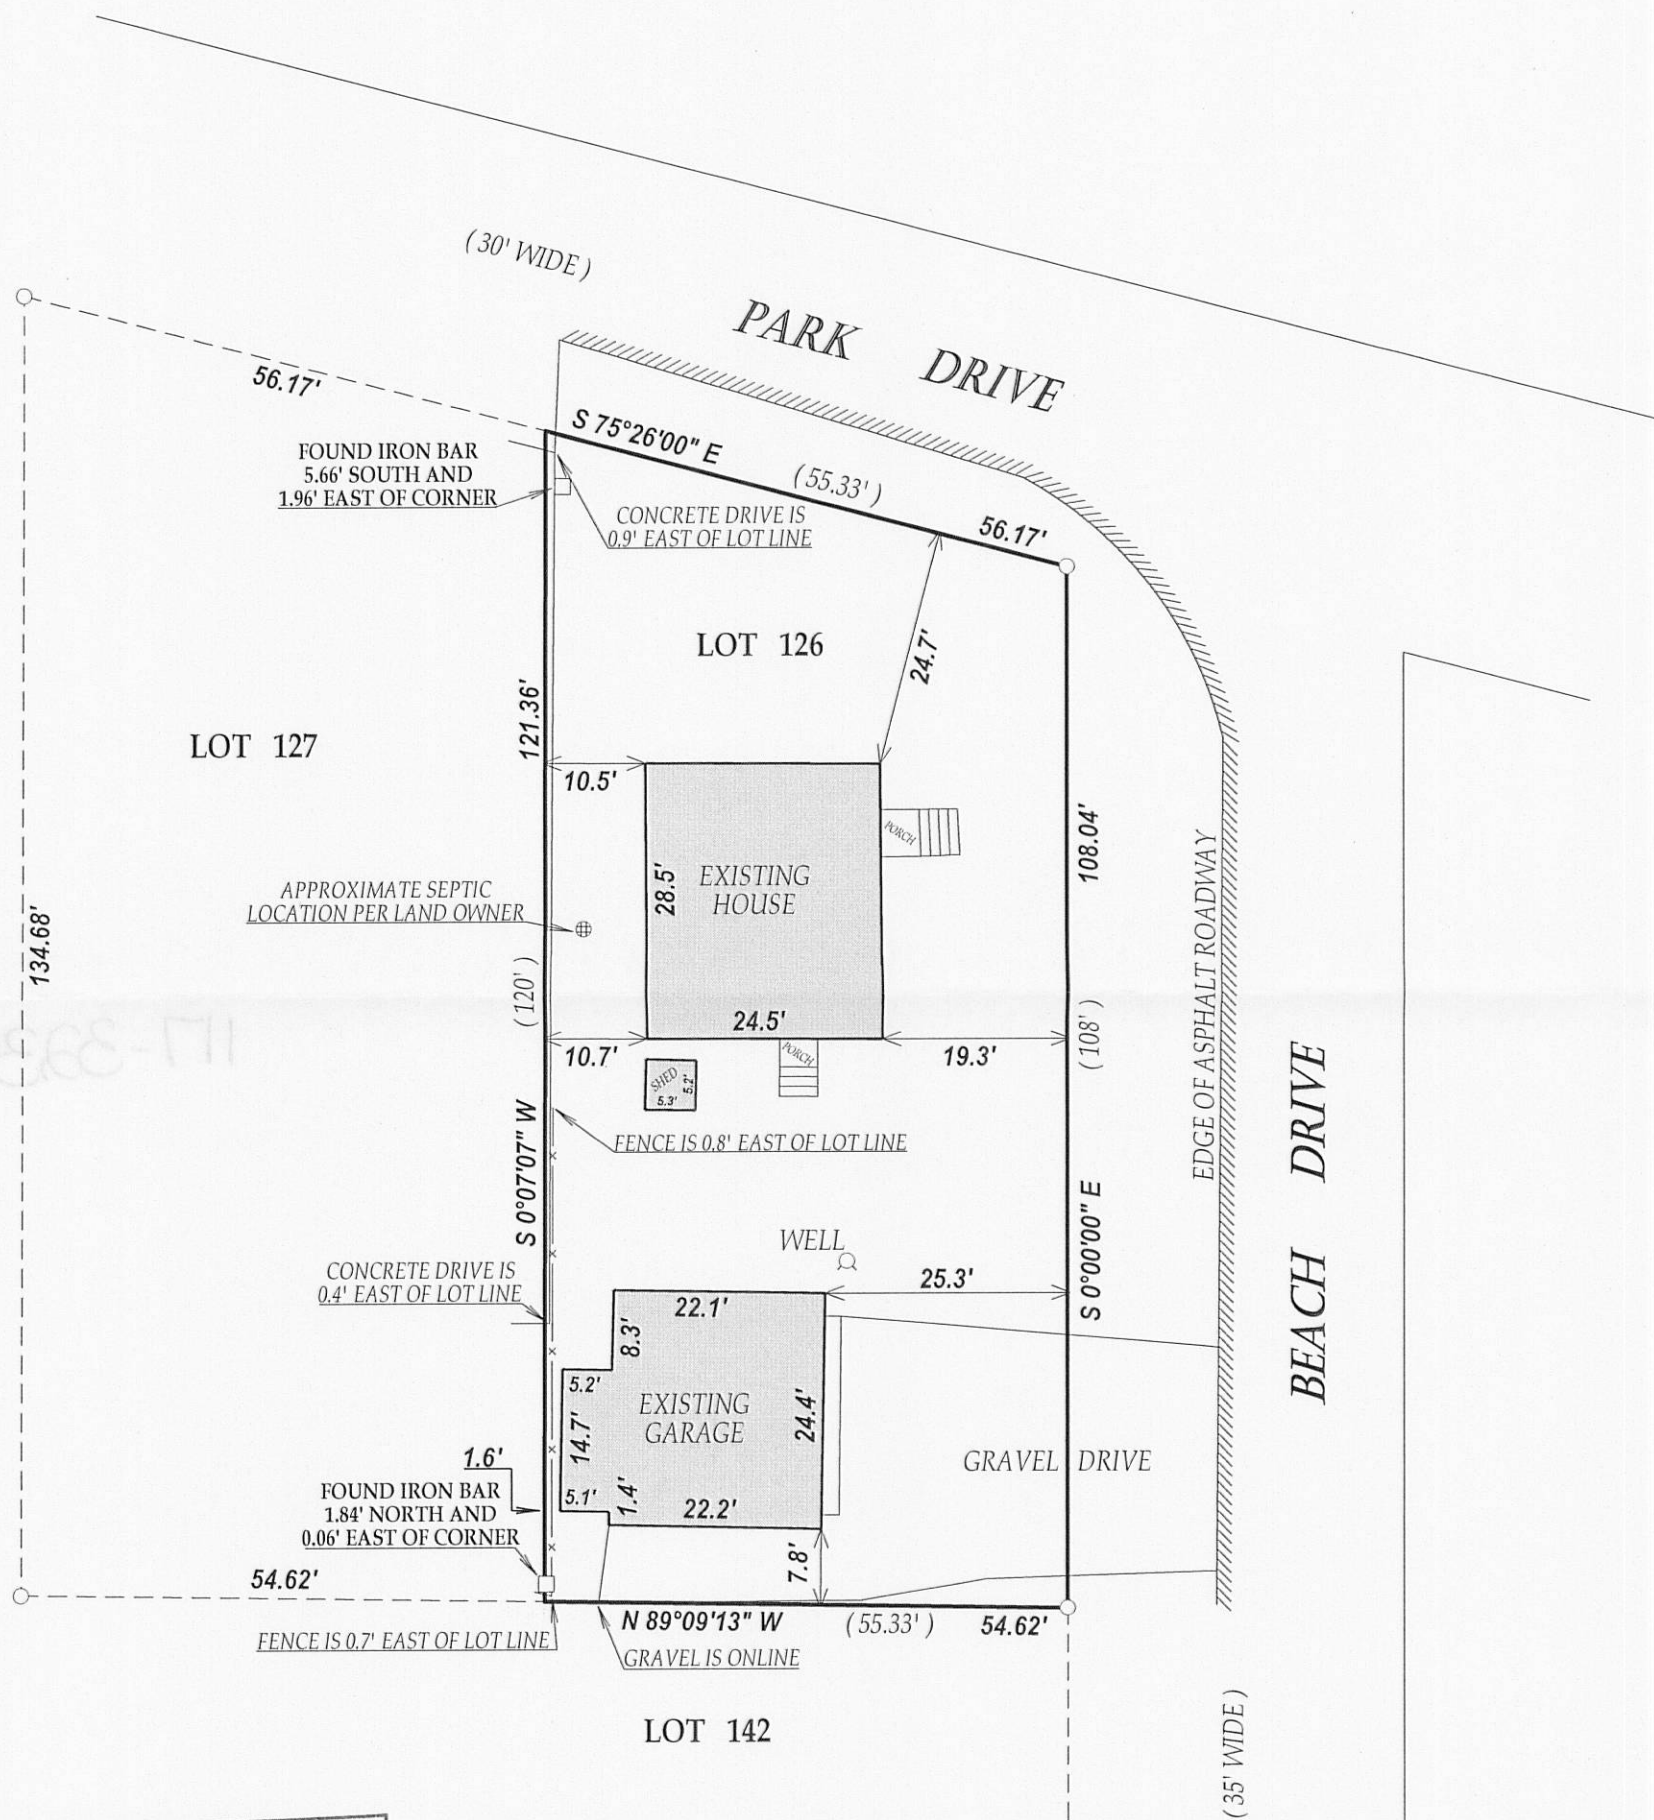 ( 30' WIDE )
PARK DRIVE
56.17'
S 75°26'00" E
( 55.33' )
56.17'
FOUND IRON BAR
5.66' SOUTH AND
1.96' EAST OF CORNER
CONCRETE DRIVE IS
0.9' EAST OF LOT LINE
LOT 126
24.7'
121.36'
LOT 127
10.5'
PORCH
108.04'
EXISTING
HOUSE
28.5'
APPROXIMATE SEPTIC
LOCATION PER LAND OWNER
134.68'
EDGE OF ASPHALT ROADWAY
( 120' )
24.5'
10.7'
PORCH
19.3'
( 108' )
SHED
5.2'
5.3'
BEACH DRIVE
FENCE IS 0.8' EAST OF LOT LINE
S 0°07'07" W
S 0°00'00" E
WELL
CONCRETE DRIVE IS
0.4' EAST OF LOT LINE
25.3'
22.1'
8.3'
5.2'
EXISTING
GARAGE
14.7'
24.4'
GRAVEL DRIVE
1.6'
5.1'
1.4'
22.2'
FOUND IRON BAR
1.84' NORTH AND
0.06' EAST OF CORNER
7.8'
54.62'
N 89°09'13" W
( 55.33' )
54.62'
FENCE IS 0.7' EAST OF LOT LINE
GRAVEL IS ONLINE
LOT 142
( 35' WIDE )